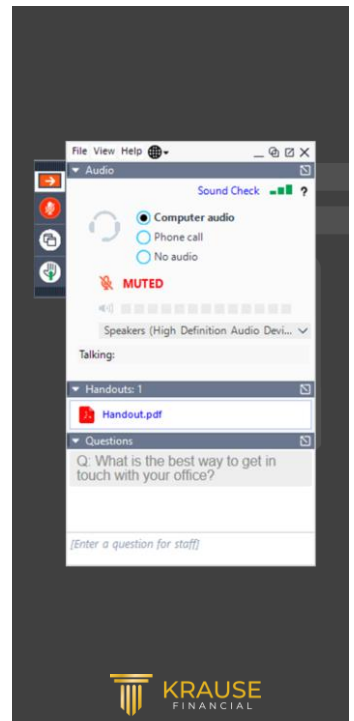 File View Help
Audio
Sound Check ?
Computer audio
Phone call
No audio
MUTED
Speakers (High Definition Audio Devi...
Talking:
Handouts: 1
Handout.pdf
Questions
Q: What is the best way to get in
touch with your office?
[Enter a question for staff]
KRAUSE
FINANCIAL